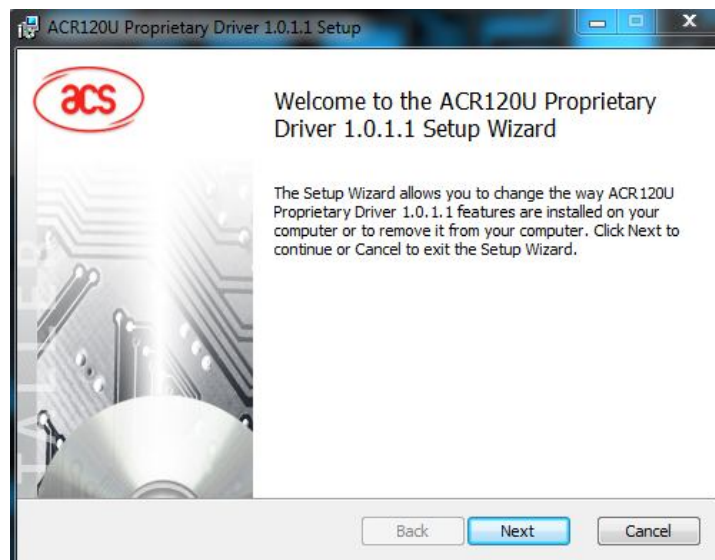 ACR120U Proprietary Driver 1.0.1.1 Setup
acs
Welcome to the ACR120U Proprietary
Driver 1.0.1.1 Setup Wizard
The Setup Wizard allows you to change the way ACR120U
Proprietary Driver 1.0.1.1 features are installed on your
computer or to remove it from your computer. Click Next to
continue or Cancel to exit the Setup Wizard.
TALLER
Back Next Cancel